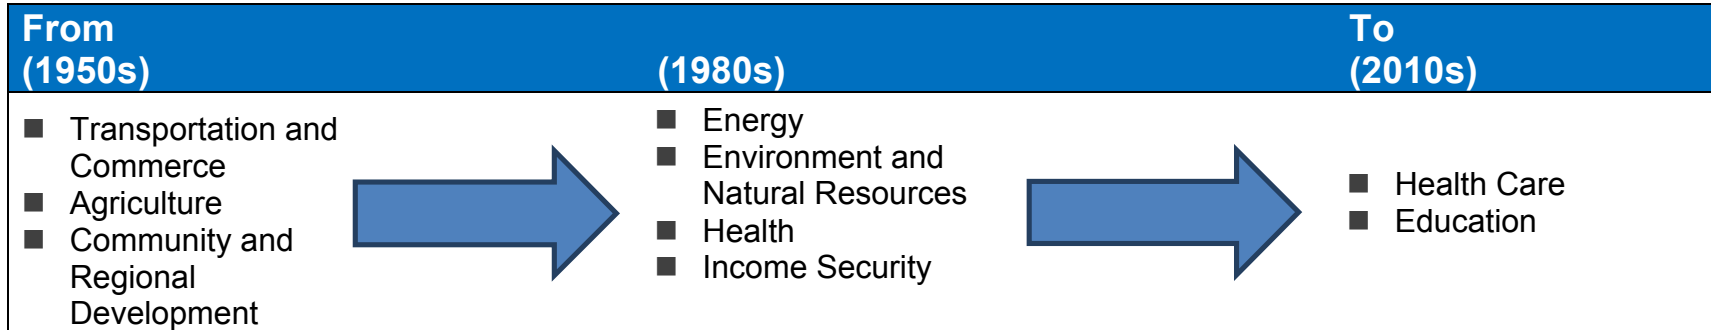 From
(1950s)
(1980s)
To
(2010s)
Transportation and
Commerce
Agriculture
Community and
Regional
Development
Energy
Environment and
Natural Resources
Health
Income Security
Health Care
Education